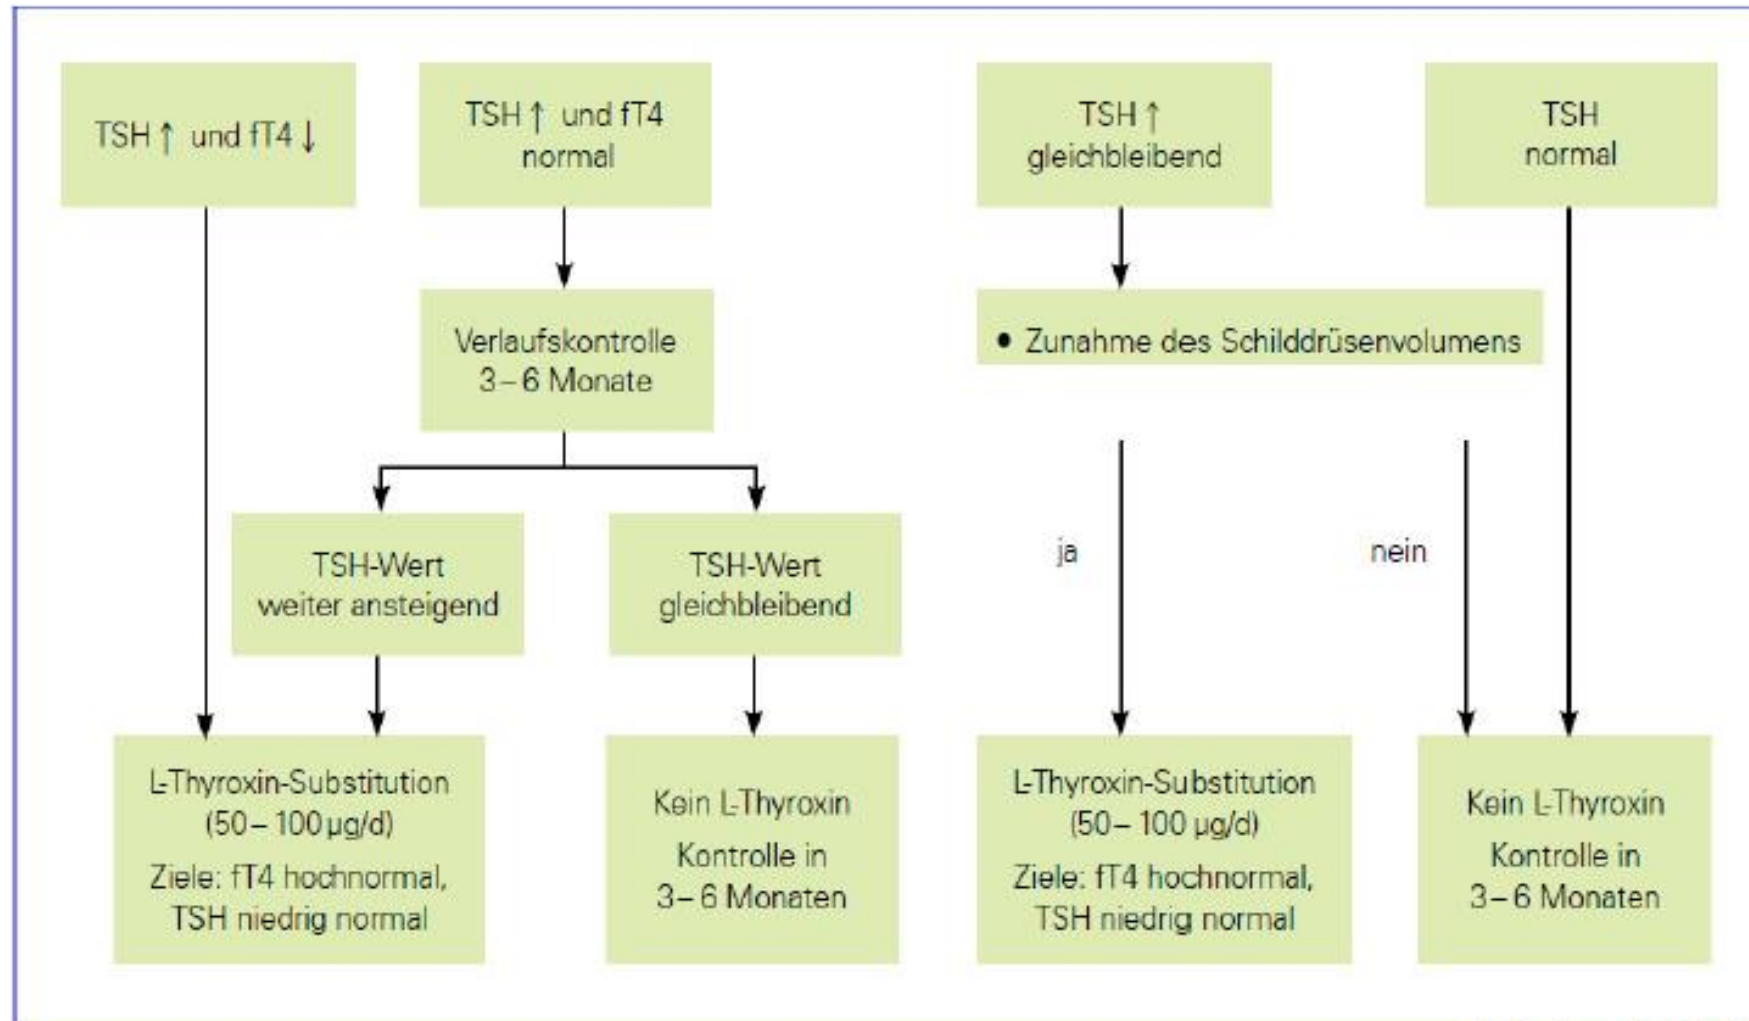 TSH ↑ und fT4 ↓
TSH ↑ und fT4
normal
TSH ↑
gleichbleibend
TSH
normal
Verlaufskontrolle
3–6 Monate
• Zunahme des Schilddrüsenvolumens
TSH-Wert
weiter ansteigend
TSH-Wert
gleichbleibend
ja
nein
L-Thyroxin-Substitution
(50–100 µg/d)
Ziele: fT4 hochnormal,
TSH niedrig normal
Kein L-Thyroxin
Kontrolle in
3–6 Monaten
L-Thyroxin-Substitution
(50–100 µg/d)
Ziele: fT4 hochnormal,
TSH niedrig normal
Kein L-Thyroxin
Kontrolle in
3–6 Monaten